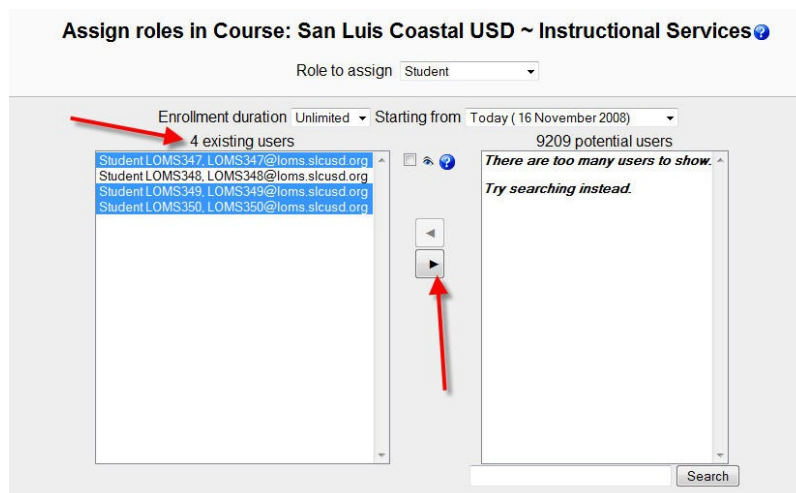 Assign roles in Course: San Luis Coastal USD ~ Instructional Services
Role to assign Student
Enrollment duration Unlimited Starting from Today ( 16 November 2008)
4 existing users
9209 potential users
Student LOMS347, LOMS347@loms.slcusd.org
Student LOMS348, LOMS348@loms.slcusd.org
Student LOMS349, LOMS349@loms.slcusd.org
Student LOMS350, LOMS350@loms.slcusd.org
There are too many users to show.
Try searching instead.
Search